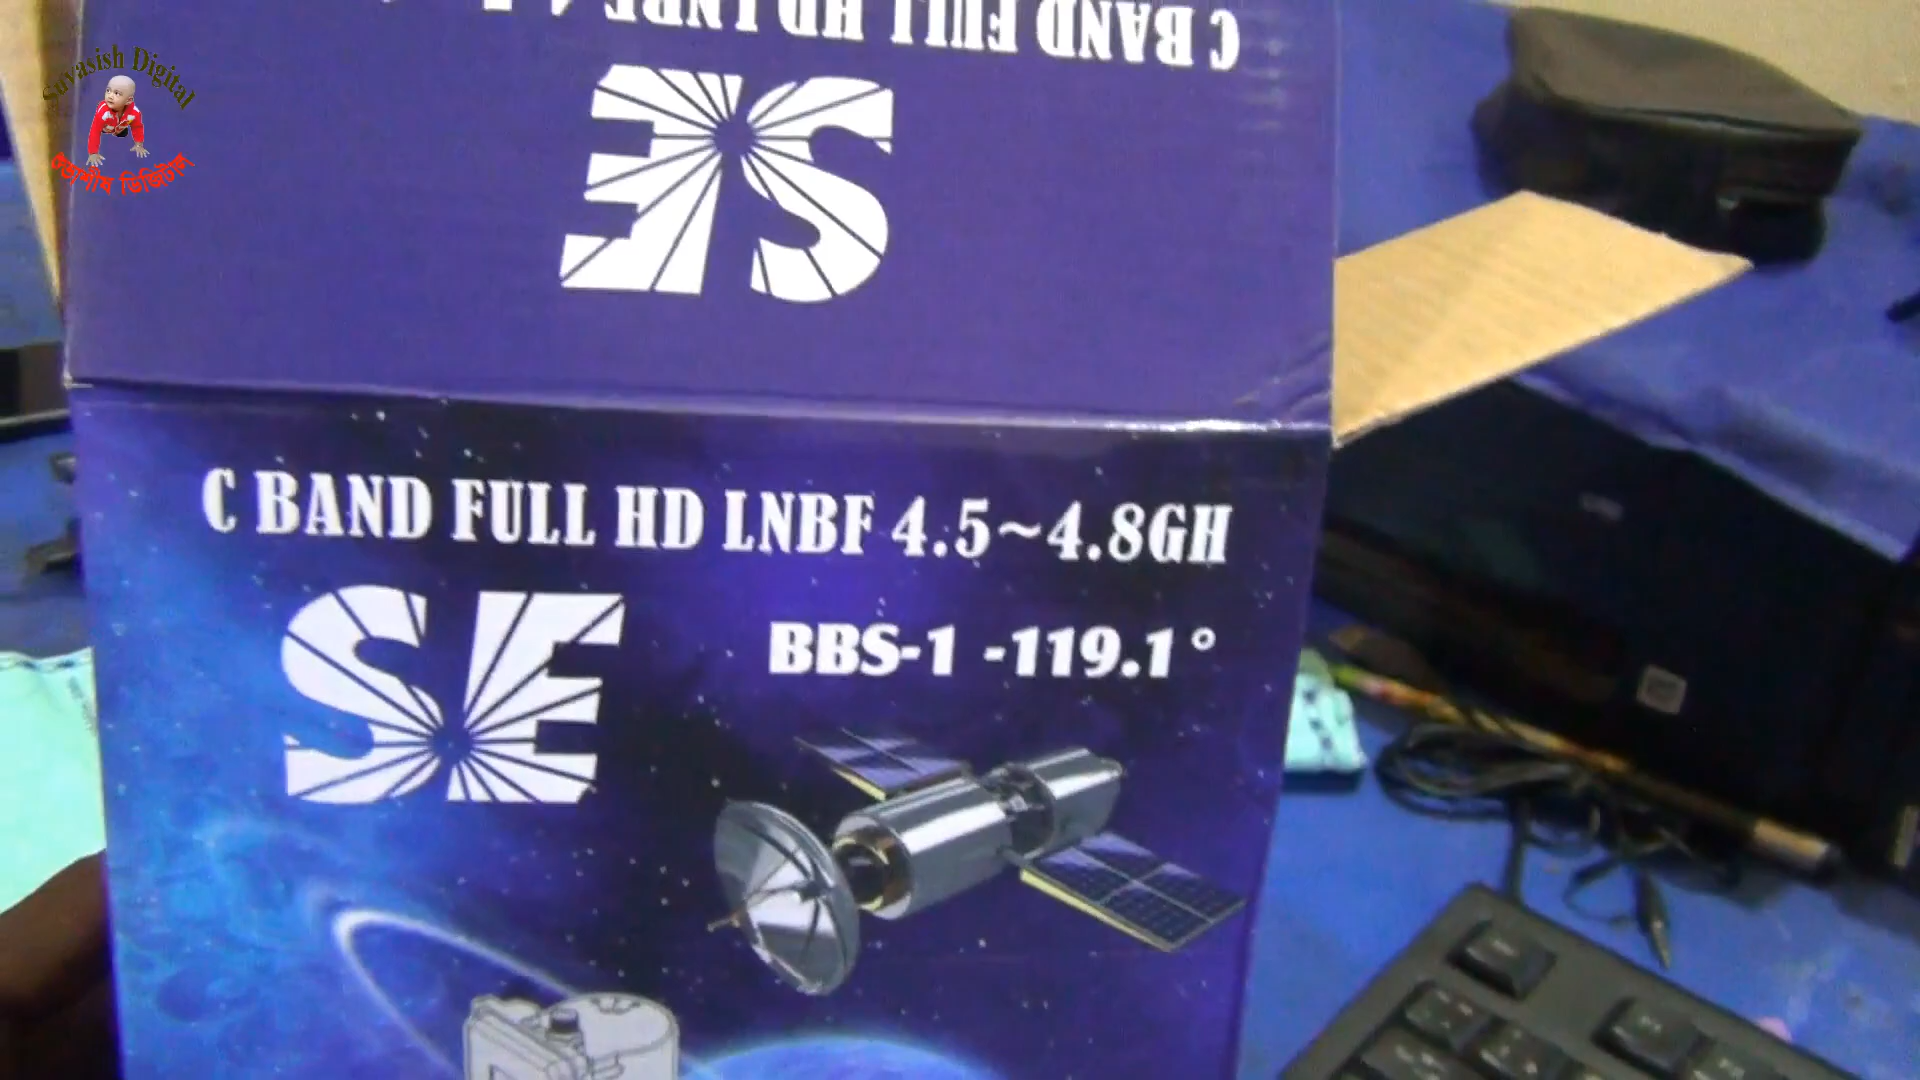 Suvasish Digital
শুভাশীষ ডিজিটাল
C BAND FULL HD LNBF 4.5
SE
C BAND FULL HD LNBF 4.5~4.8GH
SE
BBS-1 -119.1°